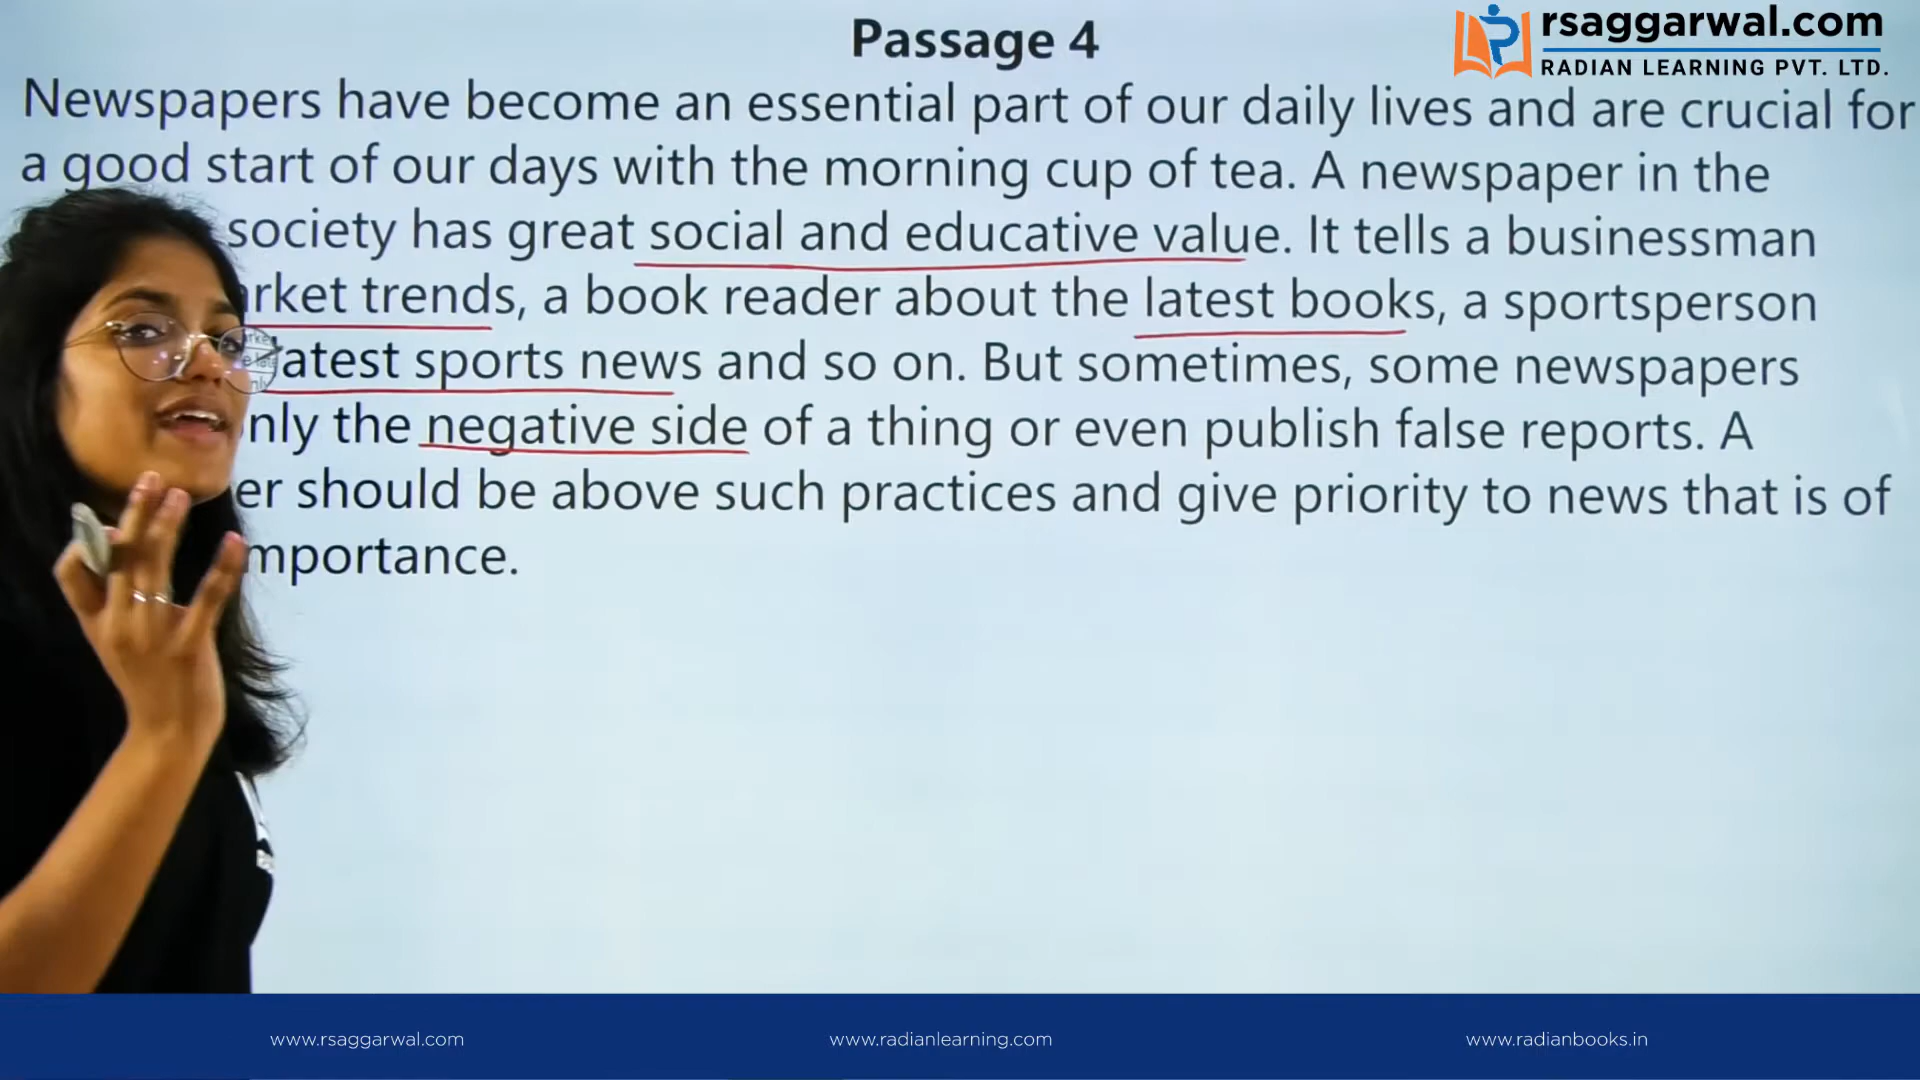 Passage 4
rsaggarwal.com
RADIAN LEARNING PVT. LTD.
Newspapers have become an essential part of our daily lives and are crucial for
a good start of our days with the morning cup of tea. A newspaper in the
society has great social and educative value. It tells a businessman
trends, a book reader about the latest books, a sportsperson
sports news and so on. But sometimes, some newspapers
the negative side of a thing or even publish false reports. A
should be above such practices and give priority to news that is of
www.rsaggarwal.com
www.radianlearning.com
www.radianbooks.in